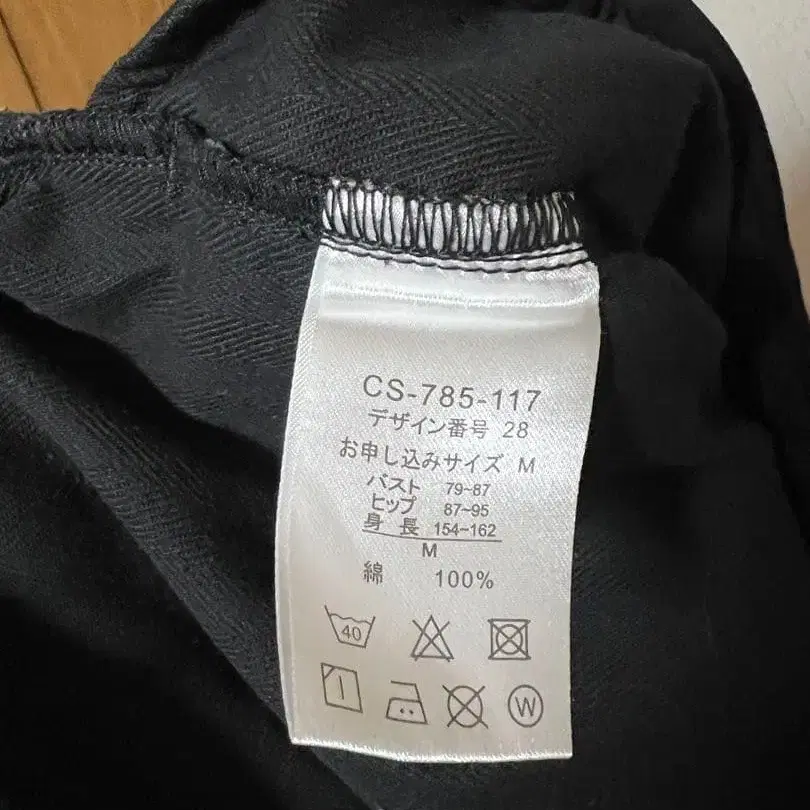 CS-785-117
デザイン番号 28
お申し込みサイズ M
バスト 79~87
ヒップ 87~95
身 長 154~162
M
綿 100%
40
W